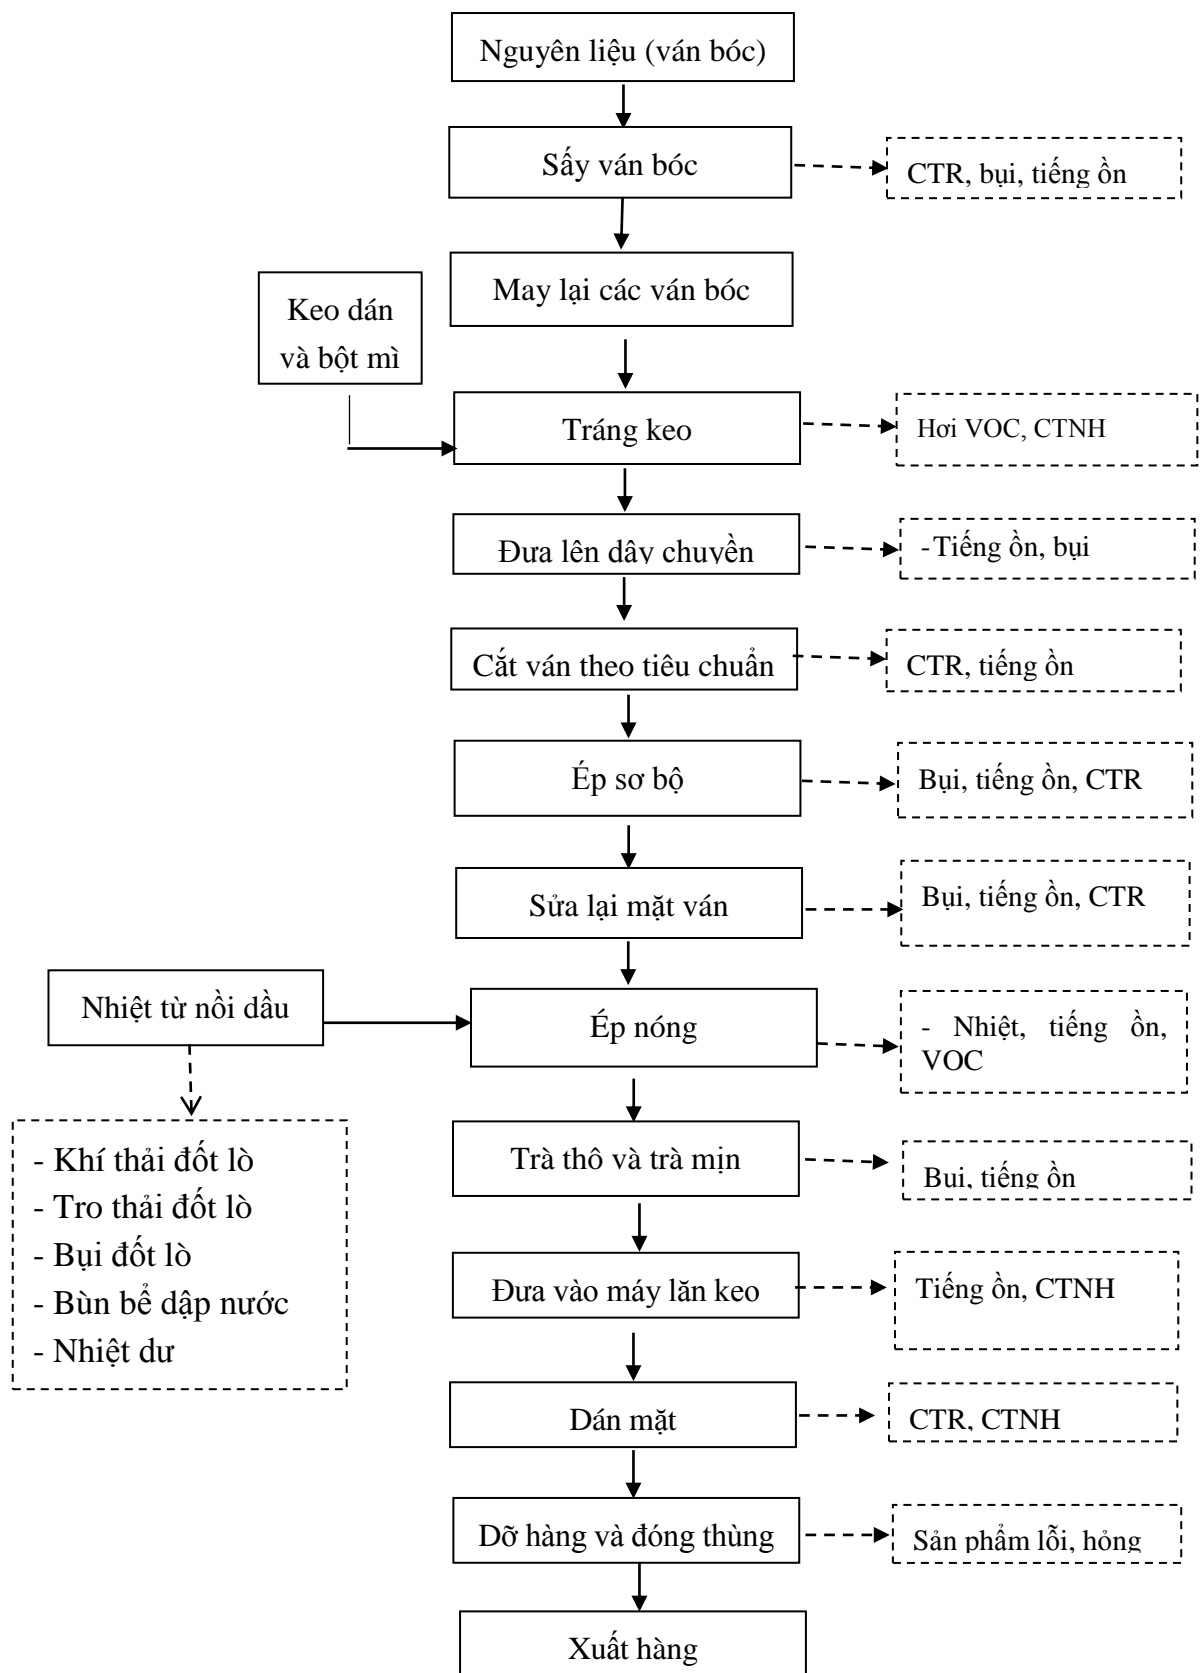 Nguyên liệu (ván bóc)
Sấy ván bóc
CTR, bụi, tiếng ồn
May lại các ván bóc
Keo dán
và bột mì
Tráng keo
Hơi VOC, CTNH
Đưa lên dây chuyền
-Tiếng ồn, bụi
Cắt ván theo tiêu chuẩn
CTR, tiếng ồn
Ép sơ bộ
Bụi, tiếng ồn, CTR
Sửa lại mặt ván
Bụi, tiếng ồn, CTR
Nhiệt từ nồi dầu
Ép nóng
- Nhiệt, tiếng ồn,
VOC
- Khí thải đốt lò
- Tro thải đốt lò
- Bụi đốt lò
- Bùn bể dập nước
- Nhiệt dư
Trà thô và trà mịn
Bụi, tiếng ồn
Đưa vào máy lăn keo
Tiếng ồn, CTNH
Dán mặt
CTR, CTNH
Dỡ hàng và đóng thùng
Sản phẩm lỗi, hỏng
Xuất hàng